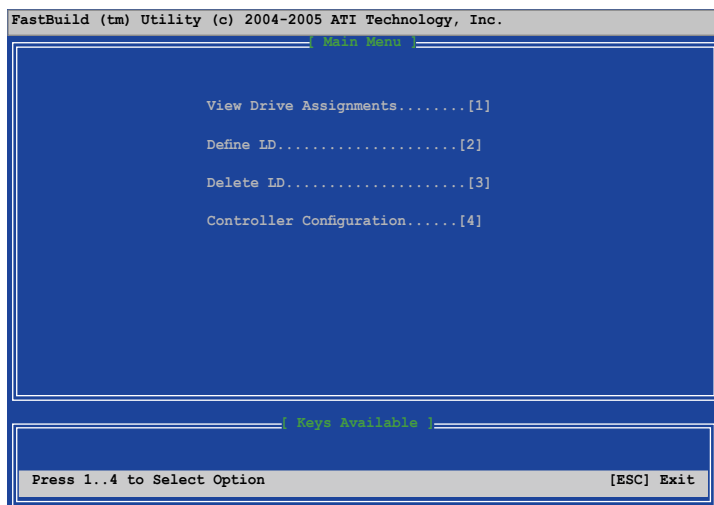 FastBuild (tm) Utility (c) 2004-2005 ATI Technology, Inc.
[ Main Menu ]
View Drive Assignments........[1]
Define LD.....................[2]
Delete LD.....................[3]
Controller Configuration......[4]
[ Keys Available ]
Press 1..4 to Select Option [ESC] Exit